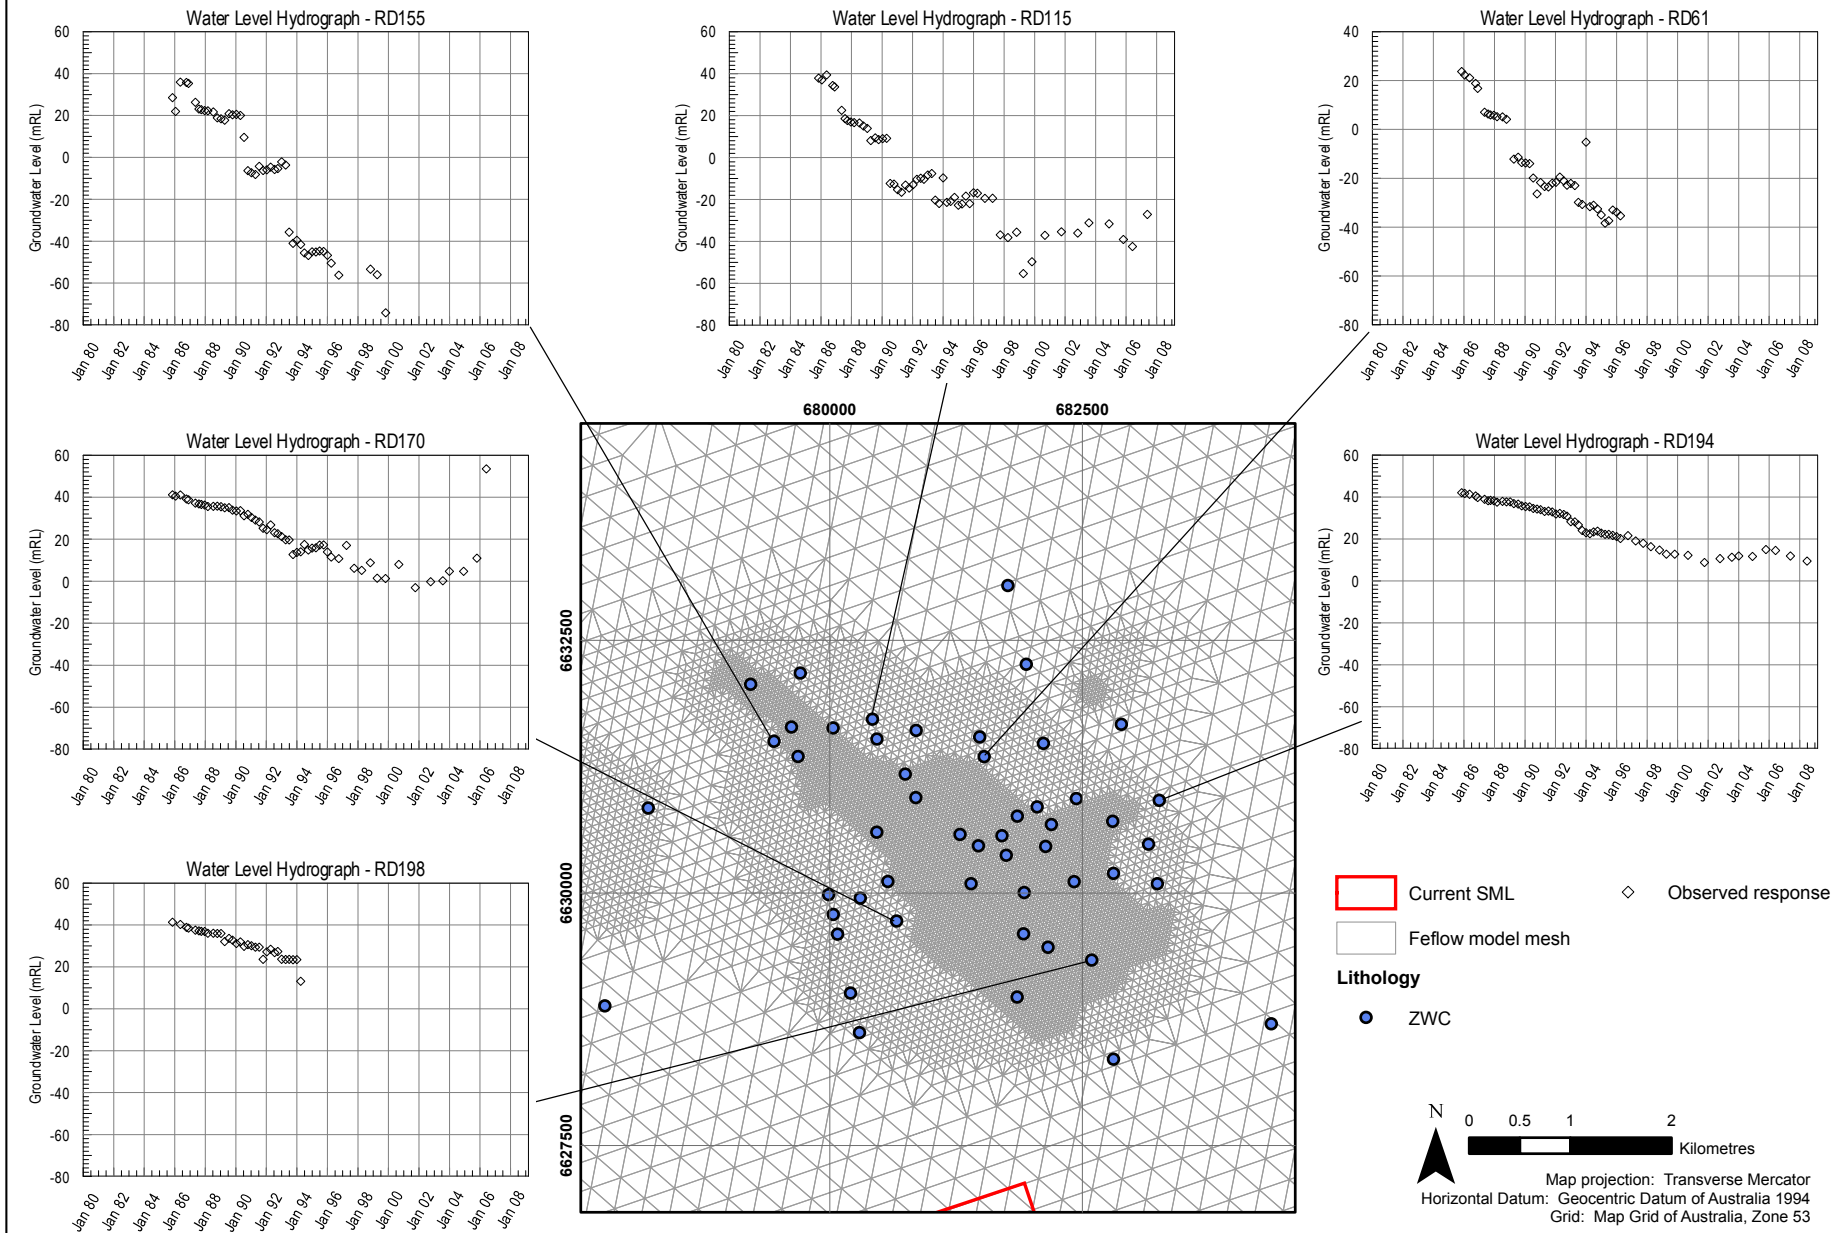 Water Level Hydrograph - RD155
Groundwater Level (mRL)
60
40
20
0
-20
-40
-60
-80
Jan 80 Jan 82 Jan 84 Jan 86 Jan 88 Jan 90 Jan 92 Jan 94 Jan 96 Jan 98 Jan 00 Jan 02 Jan 04 Jan 06 Jan 08
Water Level Hydrograph - RD115
Groundwater Level (mRL)
60
40
20
0
-20
-40
-60
-80
Jan 80 Jan 82 Jan 84 Jan 86 Jan 88 Jan 90 Jan 92 Jan 94 Jan 96 Jan 98 Jan 00 Jan 02 Jan 04 Jan 06 Jan 08
Water Level Hydrograph - RD61
Groundwater Level (mRL)
40
20
0
-20
-40
-60
-80
Jan 80 Jan 82 Jan 84 Jan 86 Jan 88 Jan 90 Jan 92 Jan 94 Jan 96 Jan 98 Jan 00 Jan 02 Jan 04 Jan 06 Jan 08
Water Level Hydrograph - RD170
Groundwater Level (mRL)
60
40
20
0
-20
-40
-60
-80
Jan 80 Jan 82 Jan 84 Jan 86 Jan 88 Jan 90 Jan 92 Jan 94 Jan 96 Jan 98 Jan 00 Jan 02 Jan 04 Jan 06 Jan 08
680000 682500
6632500
6630000
6627500
Water Level Hydrograph - RD194
Groundwater Level (mRL)
60
40
20
0
-20
-40
-60
-80
Jan 80 Jan 82 Jan 84 Jan 86 Jan 88 Jan 90 Jan 92 Jan 94 Jan 96 Jan 98 Jan 00 Jan 02 Jan 04 Jan 06 Jan 08
Water Level Hydrograph - RD198
Groundwater Level (mRL)
60
40
20
0
-20
-40
-60
-80
Jan 80 Jan 82 Jan 84 Jan 86 Jan 88 Jan 90 Jan 92 Jan 94 Jan 96 Jan 98 Jan 00 Jan 02 Jan 04 Jan 06 Jan 08
Current SML
Observed response
Feflow model mesh
Lithology
ZWC
N
0 0.5 1 2
Kilometres
Map projection: Transverse Mercator
Horizontal Datum: Geocentric Datum of Australia 1994
Grid: Map Grid of Australia, Zone 53